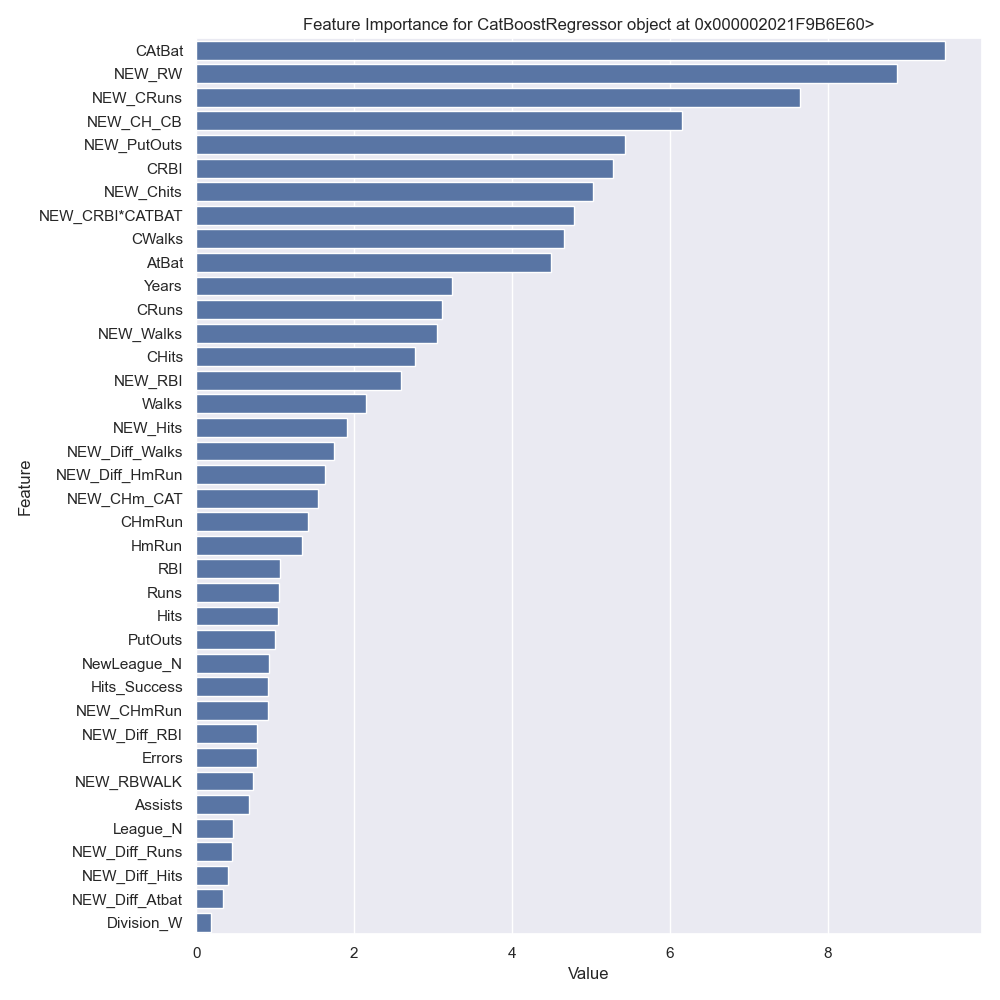 Feature Importance for CatBoostRegressor object at 0x000002021F9B6E60>
CAtBat
NEW_RW
NEW_CRuns
NEW_CH_CB
NEW_PutOuts
CRBI
NEW_Chits
NEW_CRBI*CATBAT
CWalks
AtBat
Years
CRuns
NEW_Walks
CHits
NEW_RBI
Walks
NEW_Hits
NEW_Diff_Walks
NEW_Diff_HmRun
NEW_CHm_CAT
CHmRun
HmRun
RBI
Runs
Hits
PutOuts
NewLeague_N
Hits_Success
NEW_CHmRun
NEW_Diff_RBI
Errors
NEW_RBWALK
Assists
League_N
NEW_Diff_Runs
NEW_Diff_Hits
NEW_Diff_Atbat
Division_W
Feature
0 2 4 6 8
Value